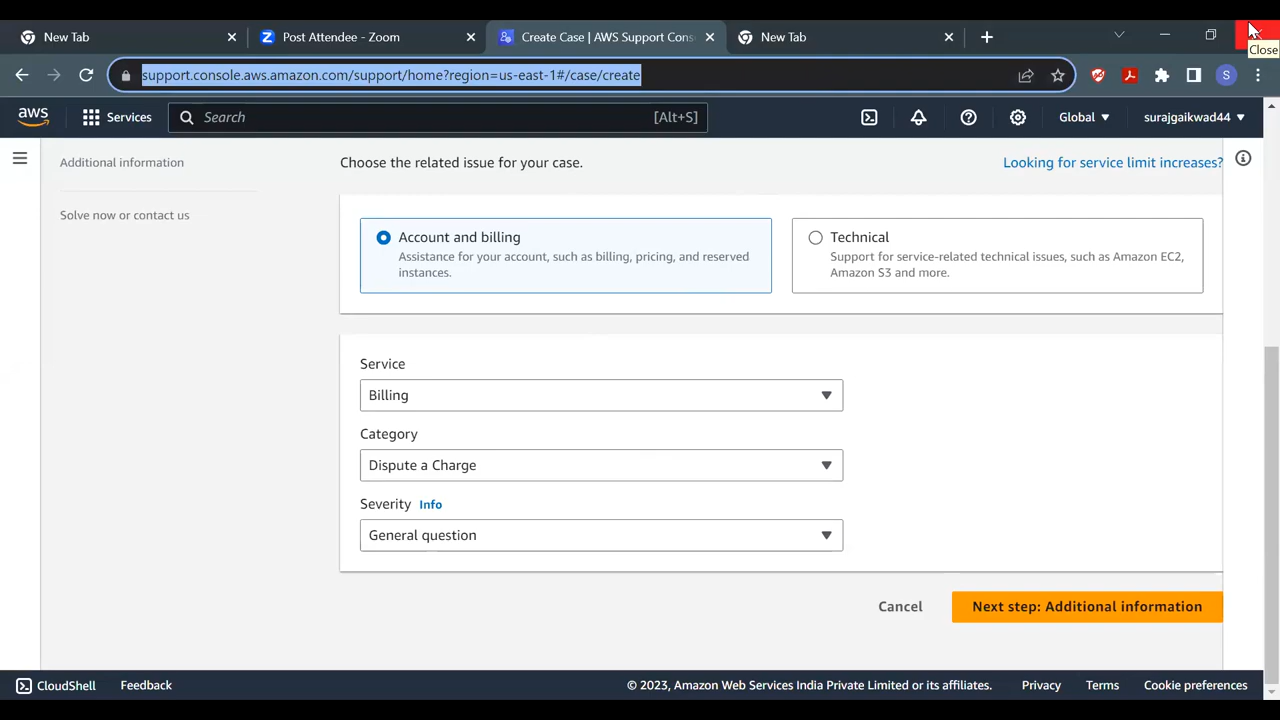 New Tab
Post Attendee - Zoom
Create Case | AWS Support Cons
New Tab
Close
support.console.aws.amazon.com/support/home?region=us-east-1#/case/create
S
aws
Services
Search
[Alt+S]
Global
surajgaikwad44
Additional information
Choose the related issue for your case.
Looking for service limit increases?
Solve now or contact us
Account and billing
Assistance for your account, such as billing, pricing, and reserved
instances.
Technical
Support for service-related technical issues, such as Amazon EC2,
Amazon S3 and more.
Service
Billing
Category
Dispute a Charge
Severity Info
General question
Cancel
Next step: Additional information
CloudShell
Feedback
© 2023, Amazon Web Services India Private Limited or its affiliates.
Privacy
Terms
Cookie preferences